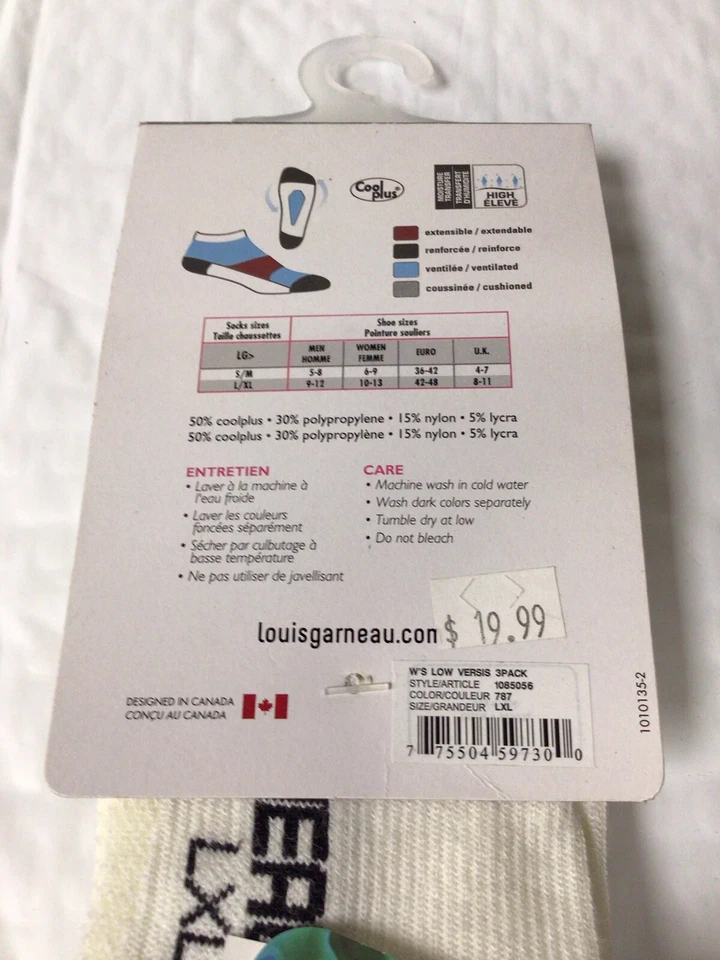 Cool plus®
MOISTURE TRANSFER
TRANSFERT D'HUMIDITÉ
HIGH
ÉLEVÉ
extensible / extendable
renforcée / reinforce
ventilée / ventilated
coussinée / cushioned
Socks sizes Shoe sizes
Taille chaussettes Pointure souliers
LG> MEN HOMME WOMEN FEMME EURO U.K.
S/M 5-8 6-9 36-42 4-7
L/XL 9-12 10-13 42-48 8-11
50% coolplus • 30% polypropylene • 15% nylon • 5% lycra
50% coolplus • 30% polypropylène • 15% nylon • 5% lycra
ENTRETIEN
• Laver à la machine à
l'eau froide
• Laver les couleurs
foncées séparément
• Sécher par culbutage à
basse température
• Ne pas utiliser de javellisant
CARE
• Machine wash in cold water
• Wash dark colors separately
• Tumble dry at low
• Do not bleach
$ 19.99
louisgarneau.con
W'S LOW VERSIS 3PACK
STYLE/ARTICLE 1085056
COLOR/COULEUR 787
SIZE/GRANDEUR LXL
7 75504 59730 0
DESIGNED IN CANADA
CONÇU AU CANADA
1010135-2
LXL